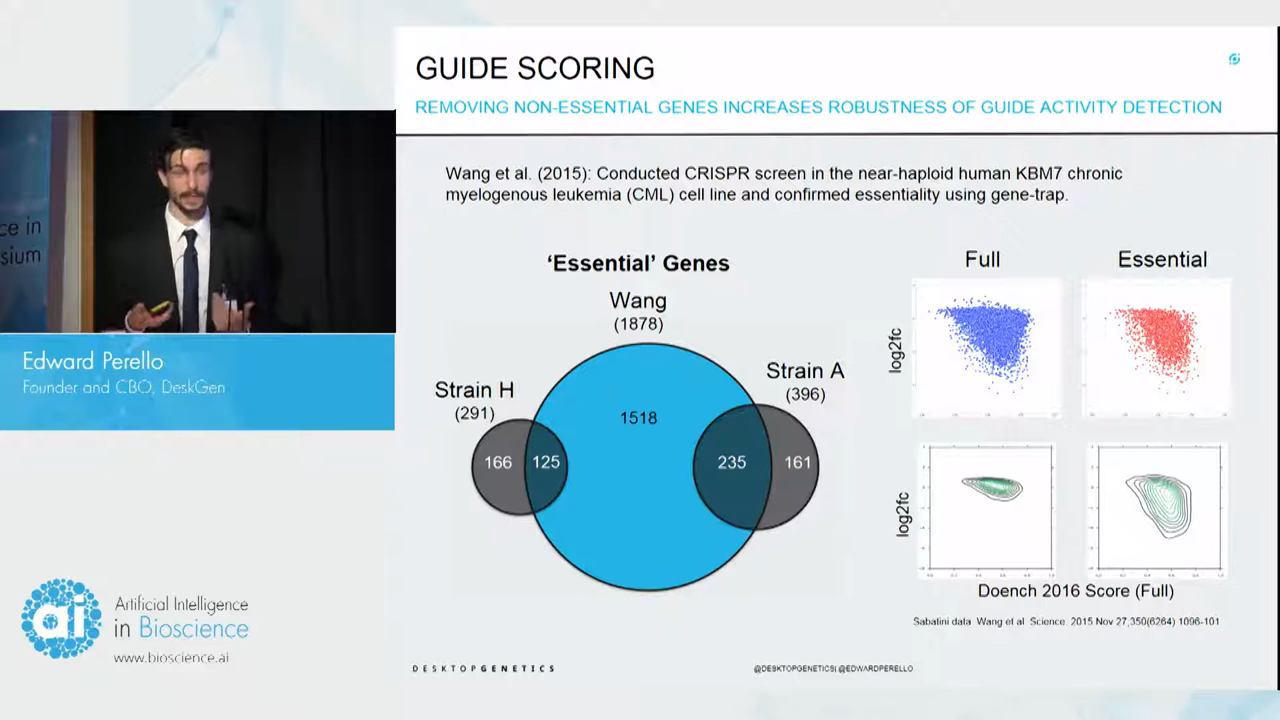 GUIDE SCORING
REMOVING NON-ESSENTIAL GENES INCREASES ROBUSTNESS OF GUIDE ACTIVITY DETECTION
Wang et al. (2015): Conducted CRISPR screen in the near-haploid human KBM7 chronic
myelogenous leukemia (CML) cell line and confirmed essentiality using gene-trap.
'Essential' Genes
Wang
(1878)
Strain H
(291)
Strain A
(396)
1518
166
125
235
161
Full
Essential
log2fc
log2fc
Doench 2016 Score (Full)
Sabatini data Wang et al Science. 2015 Nov 27,350(6264) 1096-101
DESKTOPGENETICS
@DESKTOPGENETICS| @EDWARDPERELLO
ce in
sium
Edward Perello
Founder and CBO, DeskGen
ai
Artificial Intelligence
in Bioscience
www.bioscience.ai